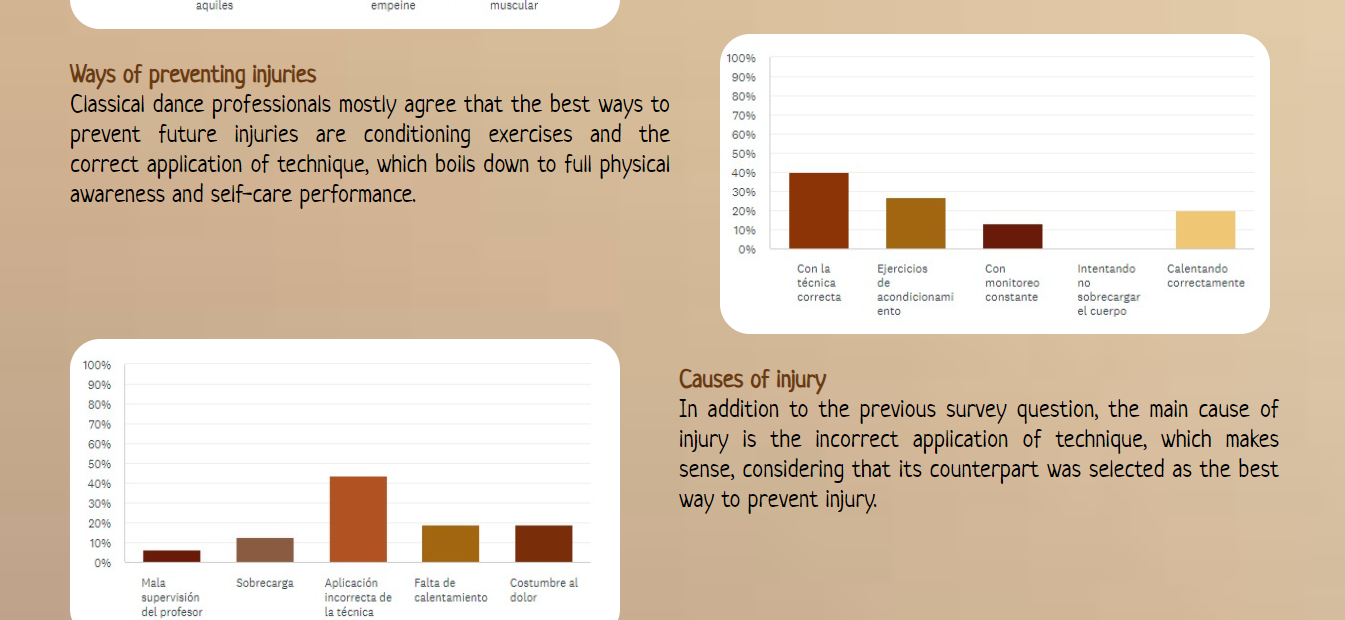 aquiles
empeine
muscular
Ways of preventing injuries
Classical dance professionals mostly agree that the best ways to
prevent future injuries are conditioning exercises and the
correct application of technique, which boils down to full physical
awareness and self-care performance.
100%
90%
80%
70%
60%
50%
40%
30%
20%
10%
0%
Con la
técnica
correcta
Ejercicios
de
acondicionami
ento
Con
monitoreo
constante
Intentando
no
sobrecargar
el cuerpo
Calentando
correctamente
100%
90%
80%
70%
60%
50%
40%
30%
20%
10%
0%
Mala
supervisión
del profesor
Sobrecarga
Aplicación
incorrecta de
la técnica
Falta de
calentamiento
Costumbre al
dolor
Causes of injury
In addition to the previous survey question, the main cause of
injury is the incorrect application of technique, which makes
sense, considering that its counterpart was selected as the best
way to prevent injury.